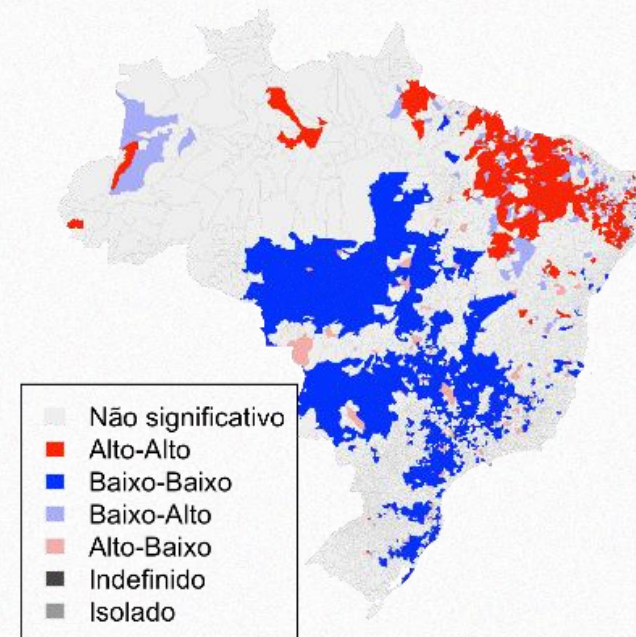 Não significativo
Alto-Alto
Baixo-Baixo
Baixo-Alto
Alto-Baixo
Indefinido
Isolado